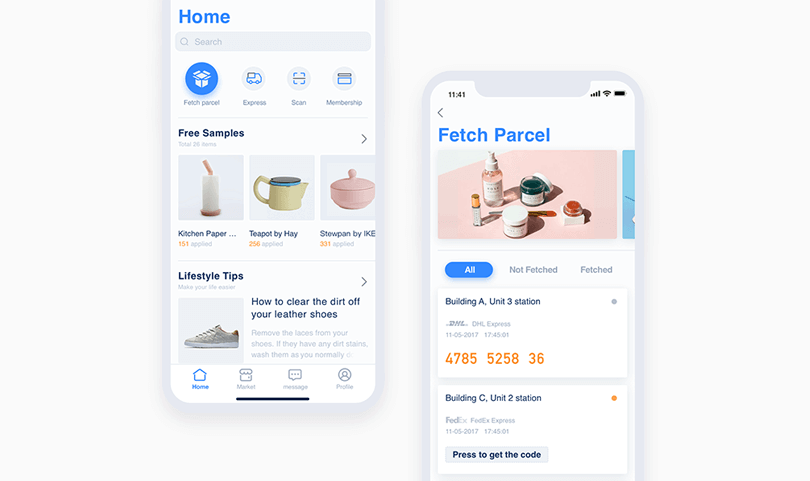 Home
Search
Fetch parcel
Express
Scan
Membership
Free Samples
Total 28 items
Kitchen Paper ...
Teapot by Hay
Stewpan by IKE
151 applied
256 applied
331 applied
Lifestyle Tips
Make your life easier
How to clear the dirt off
your leather shoes
Remove the laces from your
shoes. If they have any dirt stains,
wash them as you normally
Home
Market
message
Profile
11:41
Fetch Parcel
All
Not Fetched
Fetched
Building A, Unit 3 station
DHL
DHL Express
11-05-2017 17:45:01
4785 5258 36
Building C, Unit 2 station
FedEx
FedEx Express
11-05-2017 17:45:01
Press to get the code